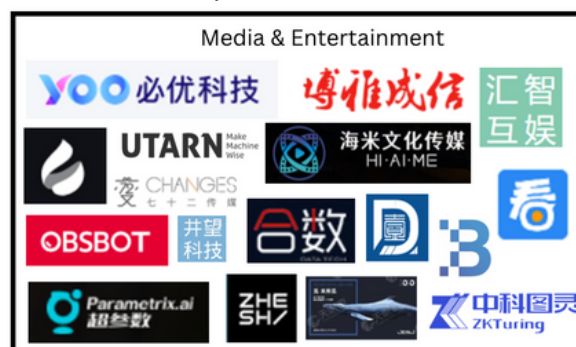 Media & Entertainment
YOO 必优科技
博雅成信
汇智
互娱
UTARN Make
Machine
Wise
海米文化传媒
HI·AI·ME
变 CHANGES
七十二传媒
看
OBSBOT
井望
科技
合数
壹
B
Parametrix.ai
超参数
ZHE
SH/
中科图灵
ZKTuring